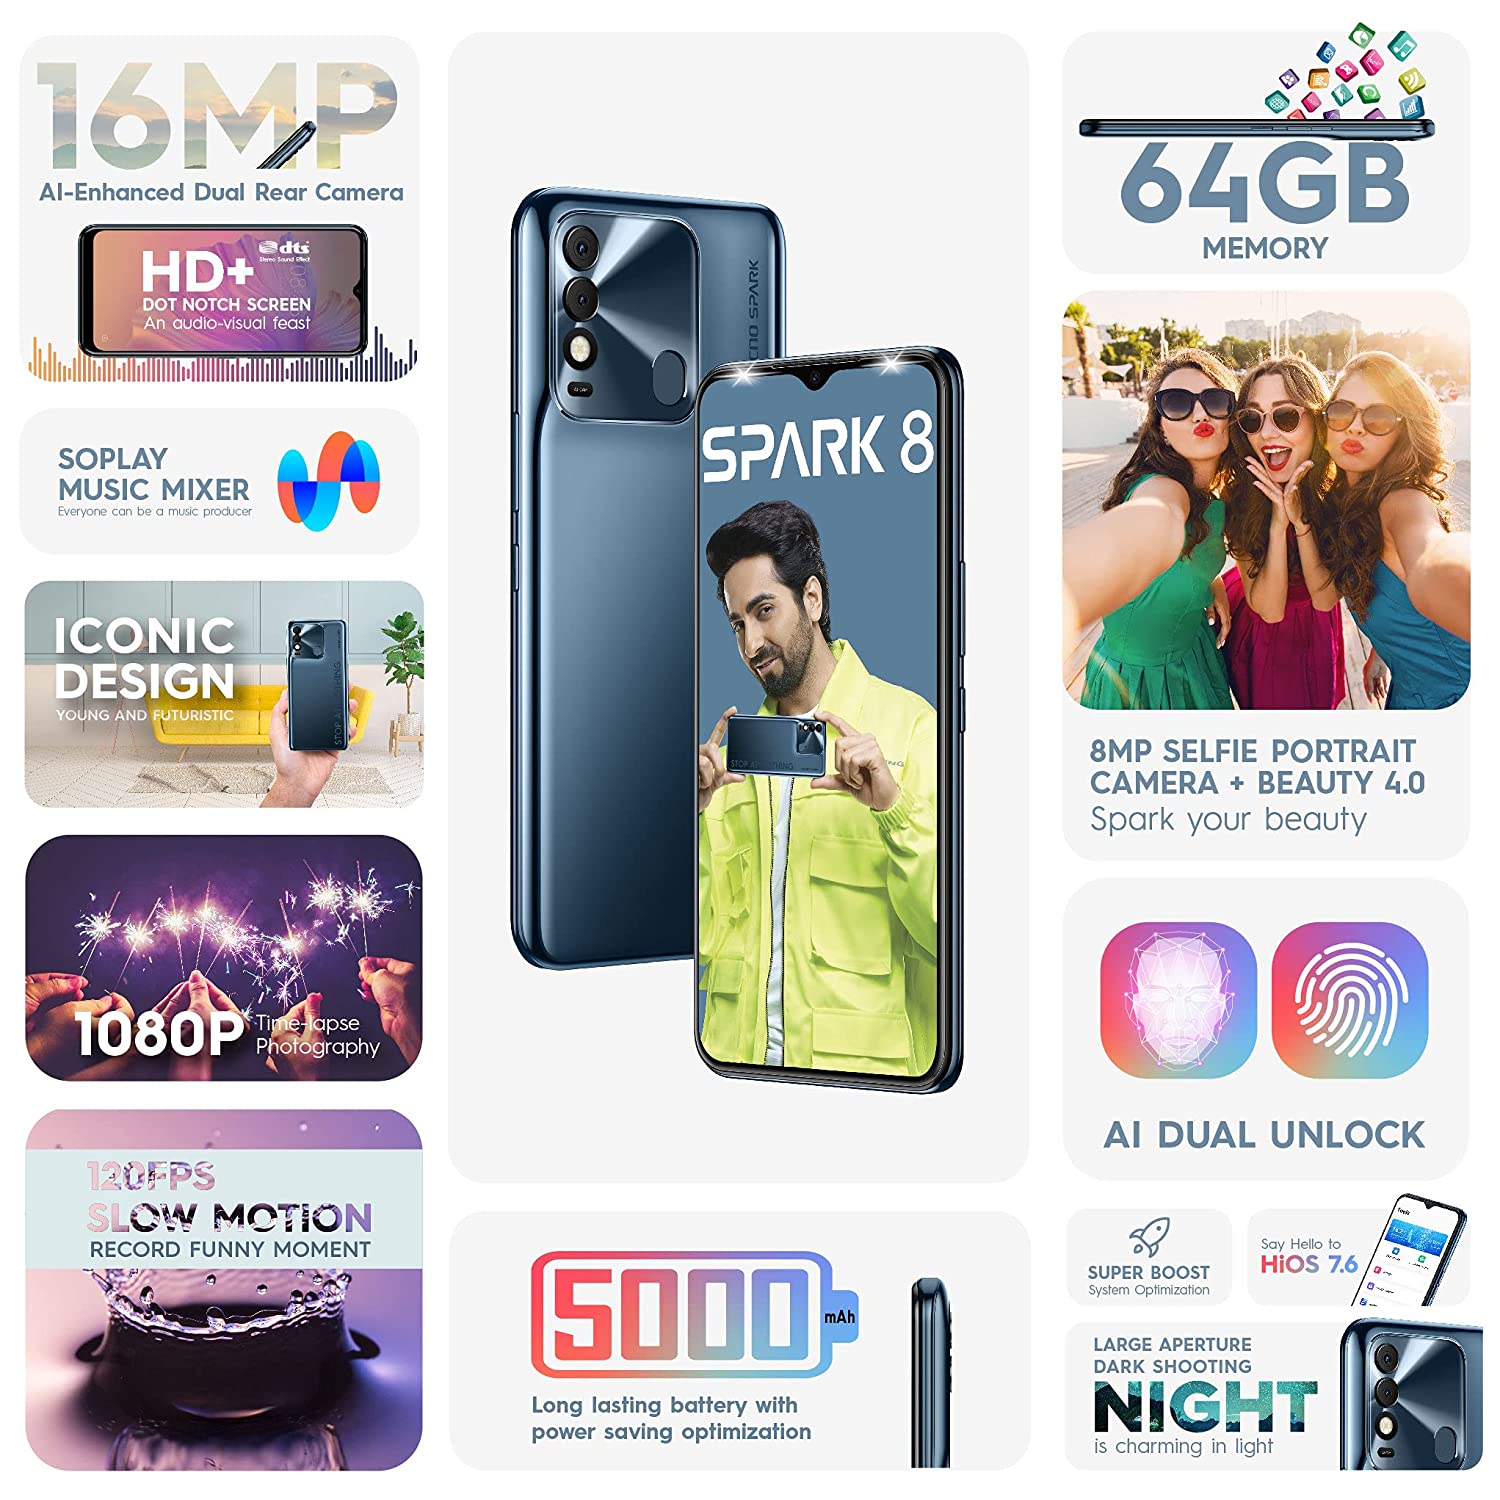 16MP
AI-Enhanced Dual Rear Camera
dts
Stereo Sound Effect
HD+
DOT NOTCH SCREEN
An audio-visual feast
SOPLAY
MUSIC MIXER
Everyone can be a music producer
ICONIC
DESIGN
YOUNG AND FUTURISTIC
1080P
Time-lapse
Photography
120FPS
SLOW MOTION
RECORD FUNNY MOMENT
CNO SPARK
AI CAM
SPARK 8
5000
mAh
Long lasting battery with
power saving optimization
64GB
MEMORY
8MP SELFIE PORTRAIT
CAMERA + BEAUTY 4.0
Spark your beauty
AI DUAL UNLOCK
SUPER BOOST
System Optimization
Say Hello to
HiOS 7.6
LARGE APERTURE
DARK SHOOTING
NIGHT
is charming in light